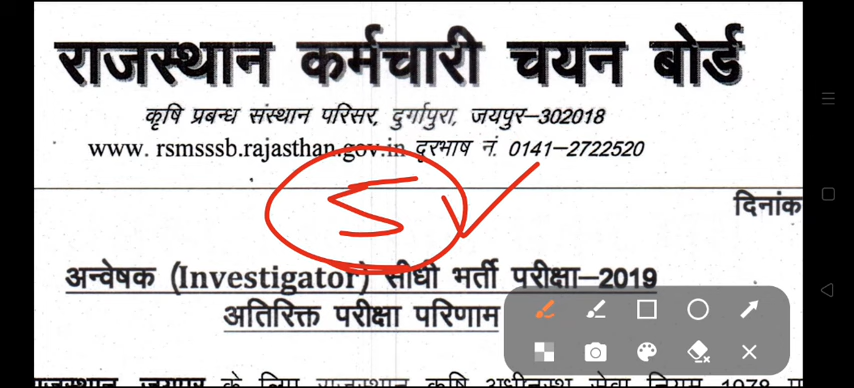 राजस्थान कर्मचारी चयन बोर्ड
कृषि प्रबन्ध संस्थान परिसर, दुर्गापुरा, जयपुर–302018
www. rsmsssb.rajasthan.gov.in दूरभाष नं. 0141–2722520
5
दिनांक
अन्वेषक (Investigator) सीधी भर्ती परीक्षा–2019
अतिरिक्त परीक्षा परिणाम